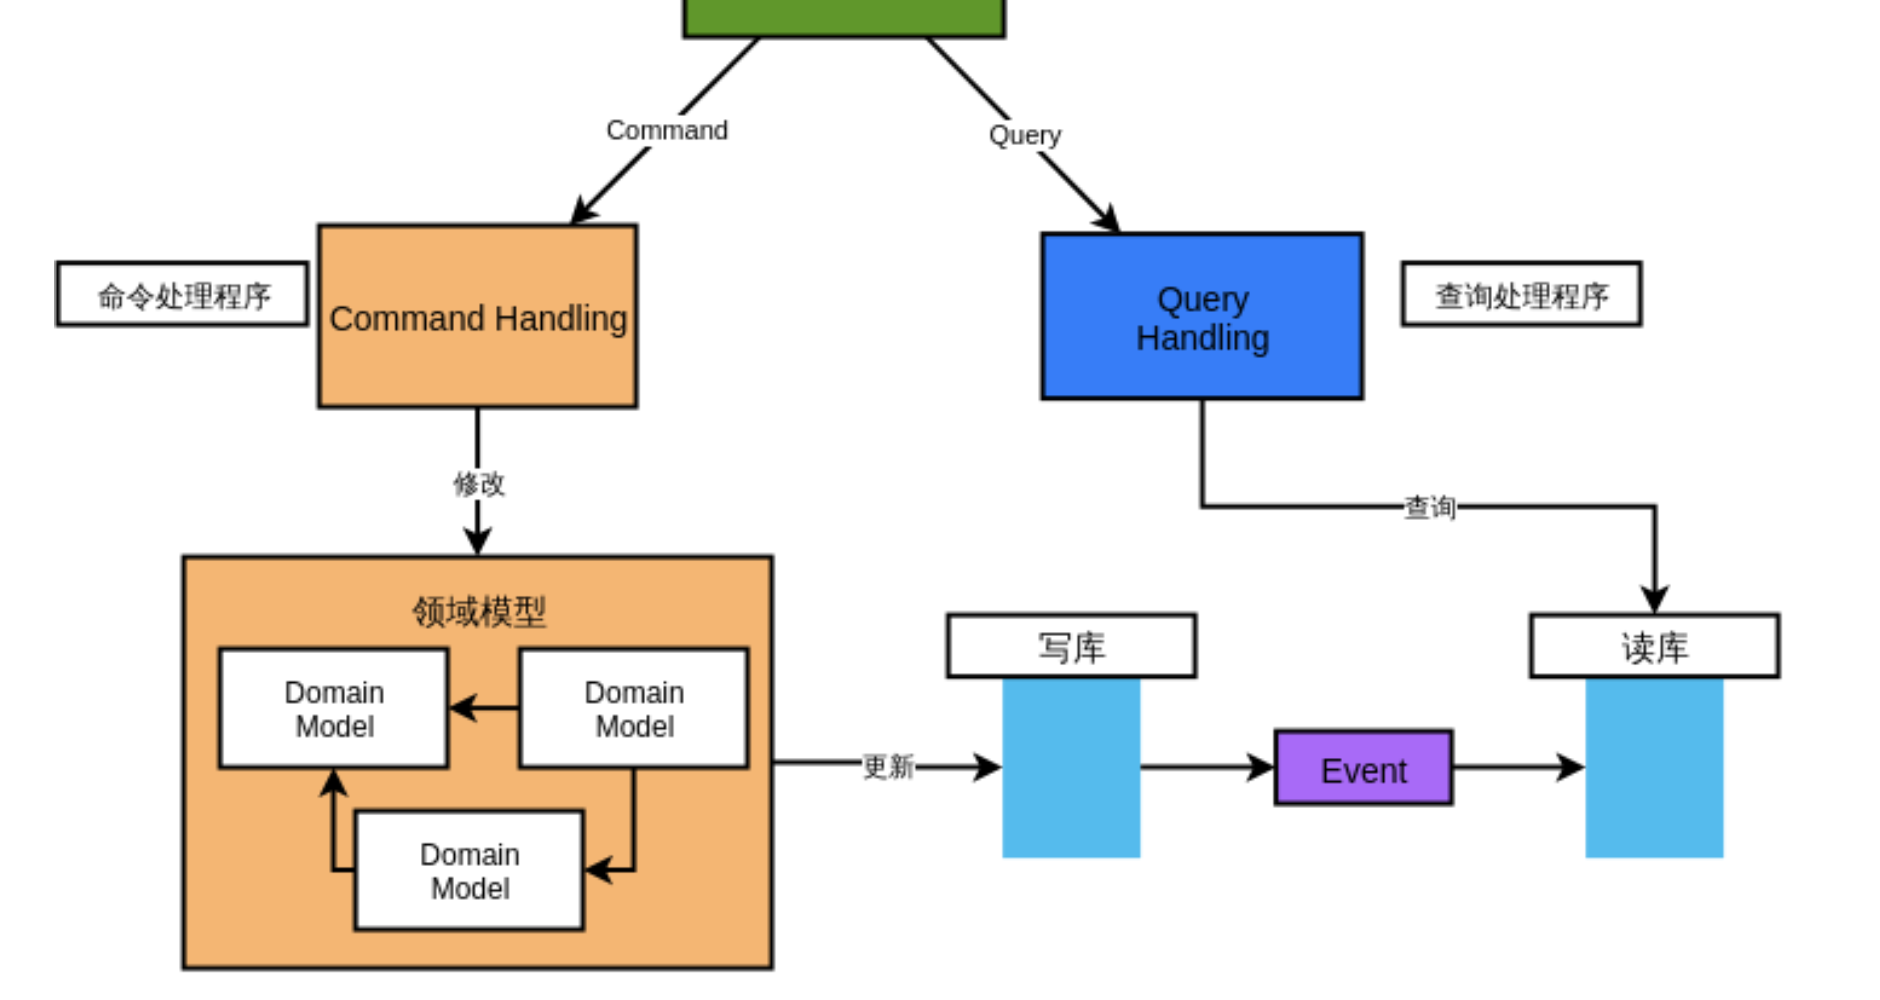 Command
Query
命令处理程序
Command Handling
Query
Handling
查询处理程序
修改
查询
领域模型
Domain
Model
Domain
Model
Domain
Model
更新
写库
Event
读库